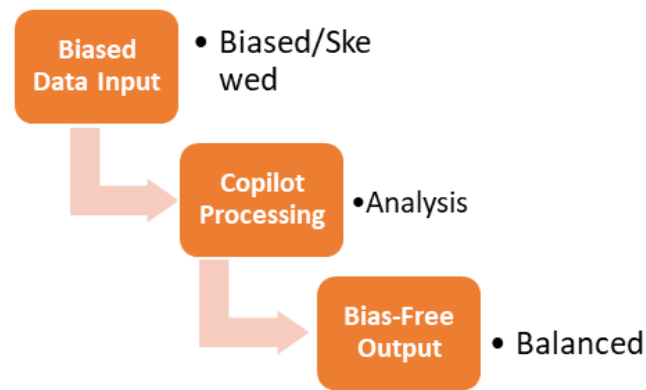 Biased
Data Input
• Biased/Ske
wed
Copilot
Processing
•Analysis
Bias-Free
Output
• Balanced